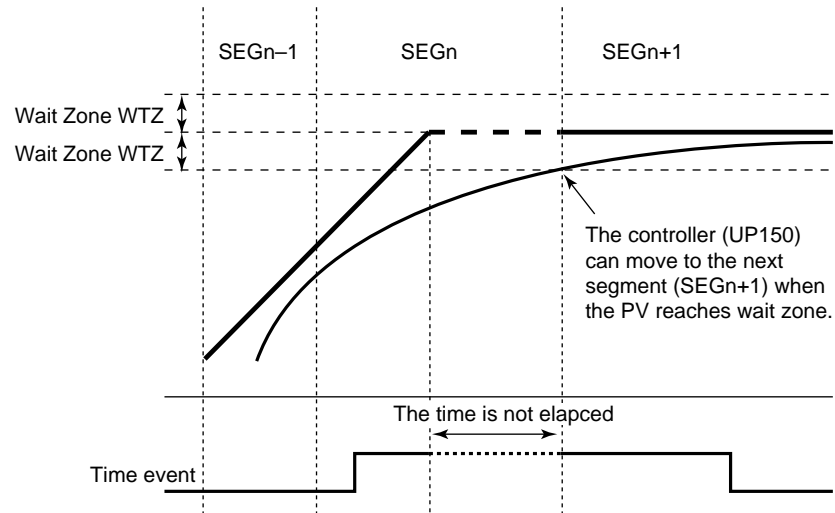 SEGn–1
SEGn
SEGn+1
Wait Zone WTZ
Wait Zone WTZ
The controller (UP150)
can move to the next
segment (SEGn+1) when
the PV reaches wait zone.
The time is not elapsed
Time event